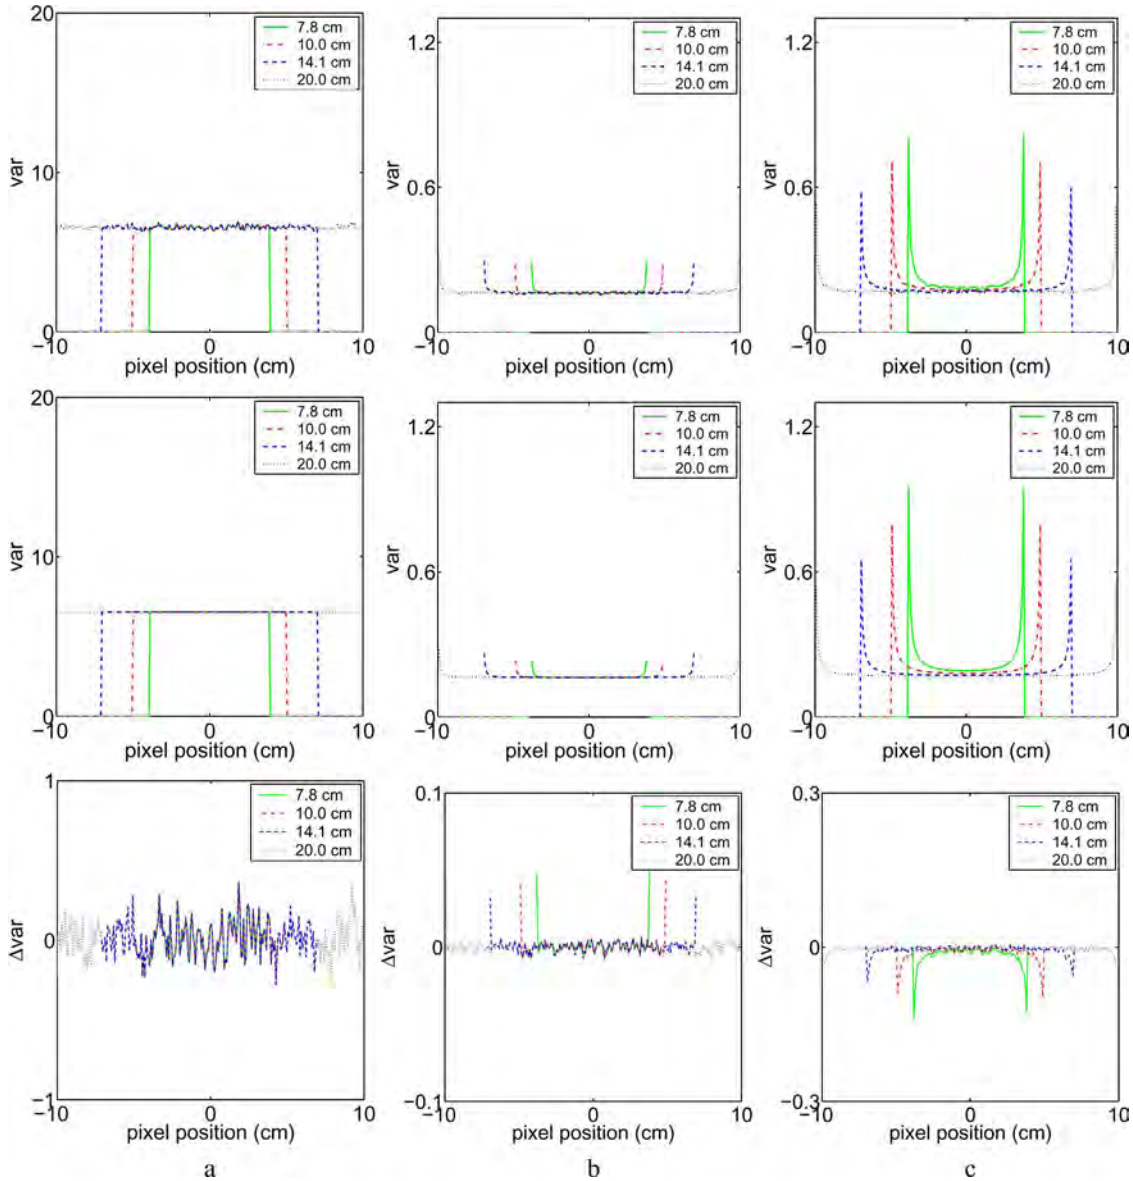 20
10
0
var
−10
0
10
pixel position (cm)
7.8 cm
10.0 cm
14.1 cm
20.0 cm
1.2
0.6
0
var
−10
0
10
pixel position (cm)
7.8 cm
10.0 cm
14.1 cm
20.0 cm
1.2
0.6
0
var
−10
0
10
pixel position (cm)
7.8 cm
10.0 cm
14.1 cm
20.0 cm
20
10
0
var
−10
0
10
pixel position (cm)
7.8 cm
10.0 cm
14.1 cm
20.0 cm
1.2
0.6
0
var
−10
0
10
pixel position (cm)
7.8 cm
10.0 cm
14.1 cm
20.0 cm
1.2
0.6
0
var
−10
0
10
pixel position (cm)
7.8 cm
10.0 cm
14.1 cm
20.0 cm
1
0
−1
Δvar
−10
0
10
pixel position (cm)
7.8 cm
10.0 cm
14.1 cm
20.0 cm
0.1
0
−0.1
Δvar
−10
0
10
pixel position (cm)
7.8 cm
10.0 cm
14.1 cm
20.0 cm
0.3
0
−0.3
Δvar
−10
0
10
pixel position (cm)
7.8 cm
10.0 cm
14.1 cm
20.0 cm
a
b
c